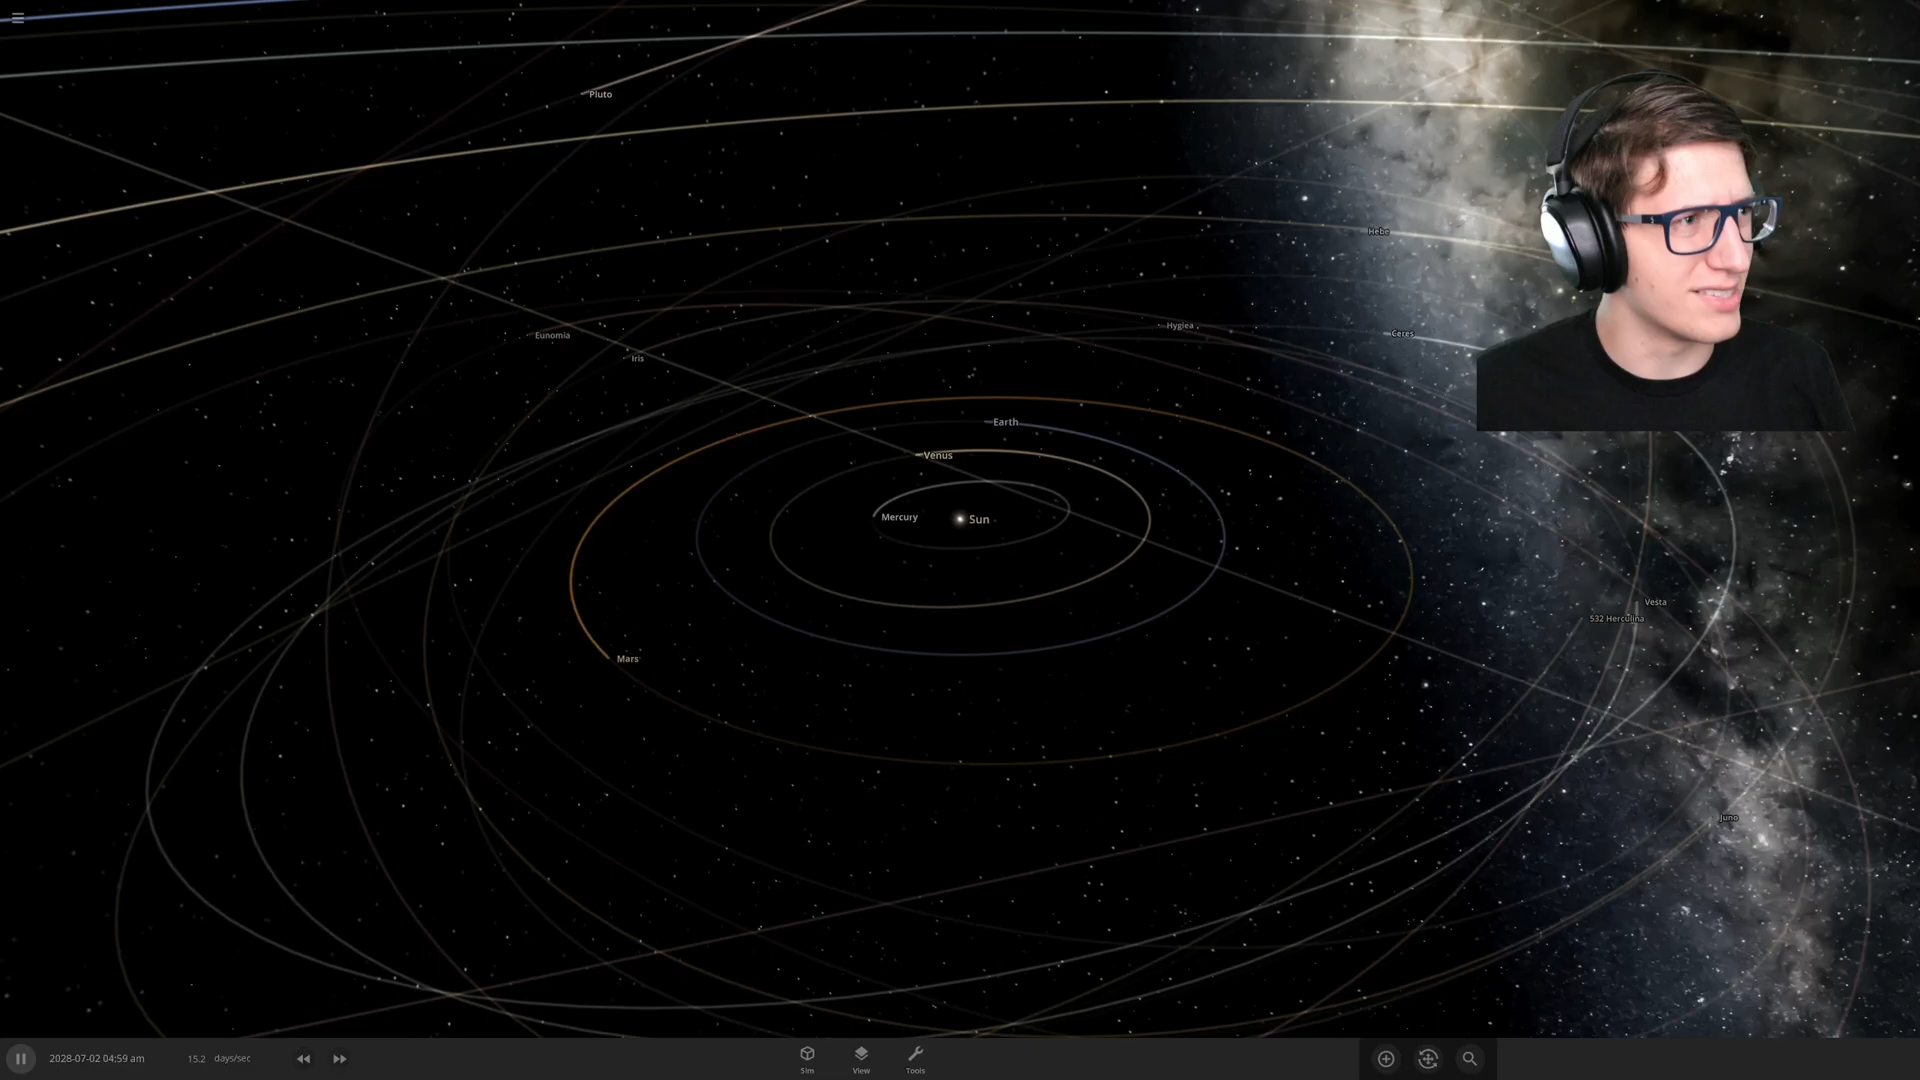 Pluto
Hebe
Hygiea
Ceres
Eunomia
Iris
Earth
Venus
Mercury
Sun
Vesta
532 Herculina
Mars
Juno
2028-07-02 04:59 am
15.2 days/sec
Sim
View
Tools